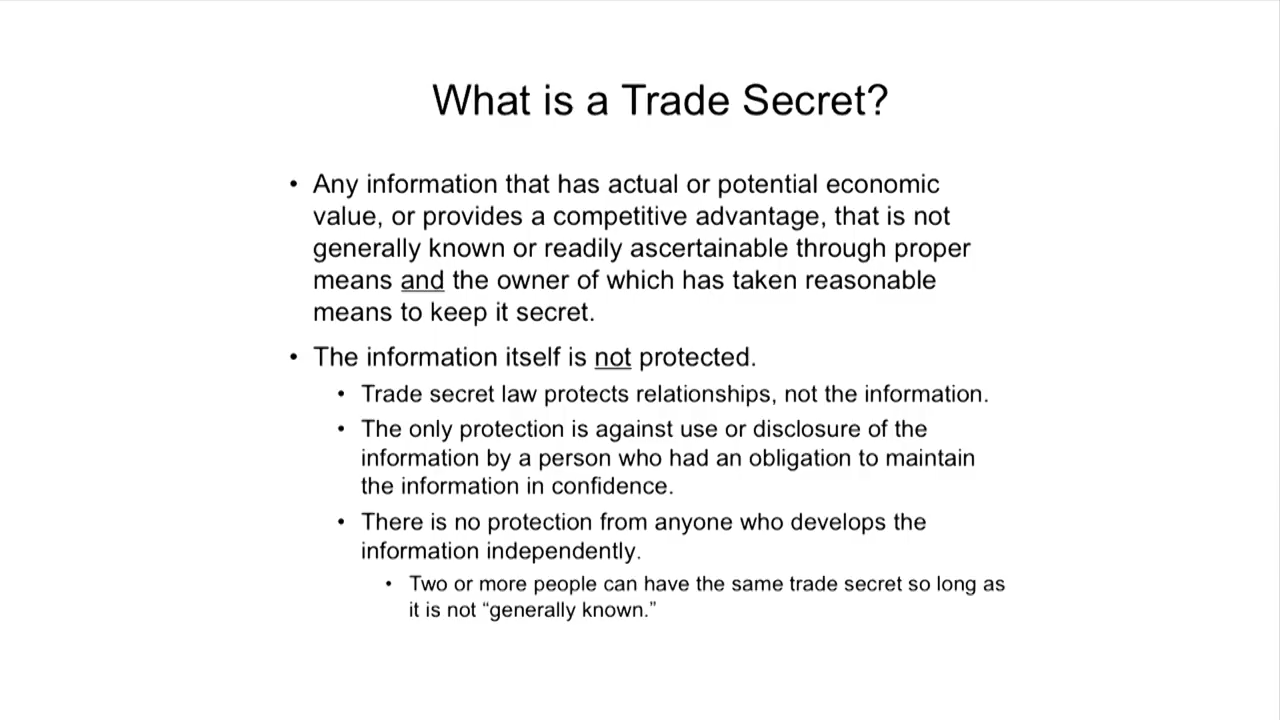 What is a Trade Secret?
• Any information that has actual or potential economic
value, or provides a competitive advantage, that is not
generally known or readily ascertainable through proper
means and the owner of which has taken reasonable
means to keep it secret.
• The information itself is not protected.
• Trade secret law protects relationships, not the information.
• The only protection is against use or disclosure of the
information by a person who had an obligation to maintain
the information in confidence.
• There is no protection from anyone who develops the
information independently.
• Two or more people can have the same trade secret so long as
it is not “generally known.”